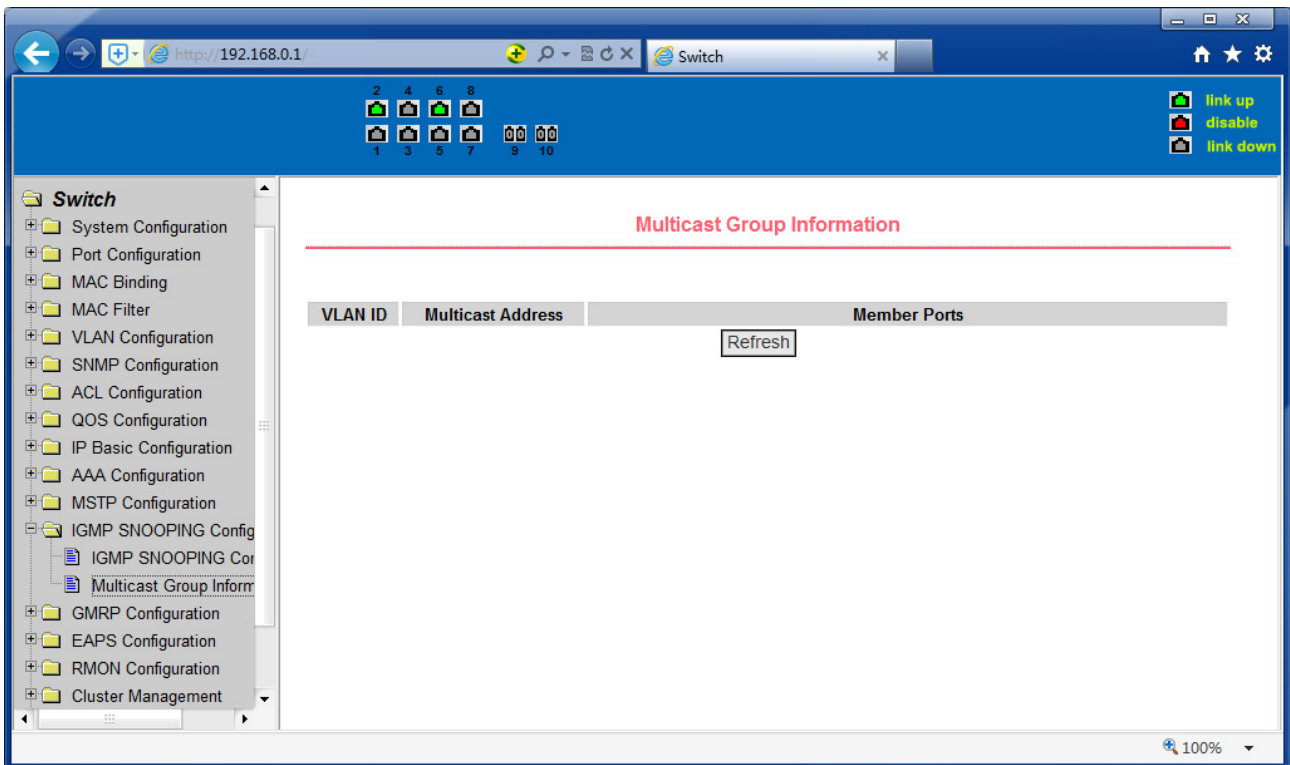 http://192.168.0.1/ Switch
2 4 6 8
1 3 5 7 9 10
link up
disable
link down
Switch
System Configuration
Port Configuration
MAC Binding
MAC Filter
VLAN Configuration
SNMP Configuration
ACL Configuration
QOS Configuration
IP Basic Configuration
AAA Configuration
MSTP Configuration
IGMP SNOOPING Config
IGMP SNOOPING Con
Multicast Group Inform
GMRP Configuration
EAPS Configuration
RMON Configuration
Cluster Management
Multicast Group Information
VLAN ID Multicast Address Member Ports
Refresh
100%